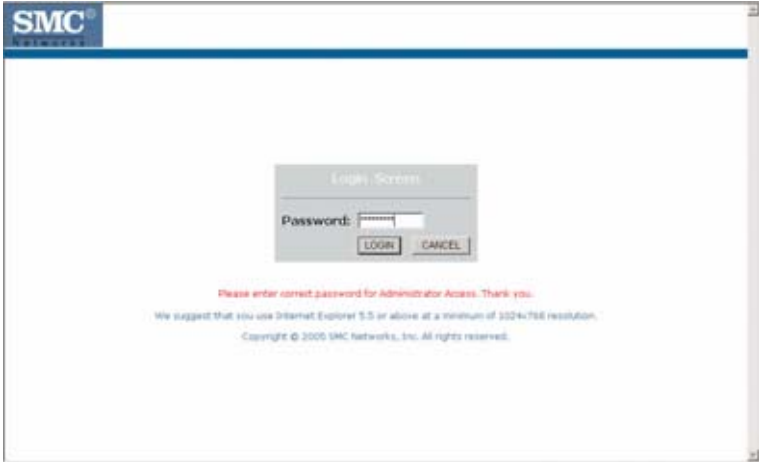 SMC®
Networks
Login Screen
Password: ********
LOGIN CANCEL
Please enter correct password for Administrator Access. Thank you.
We suggest that you use Internet Explorer 5.5 or above at a minimum of 1024x768 resolution.
Copyright © 2005 SMC Networks, Inc. All rights reserved.